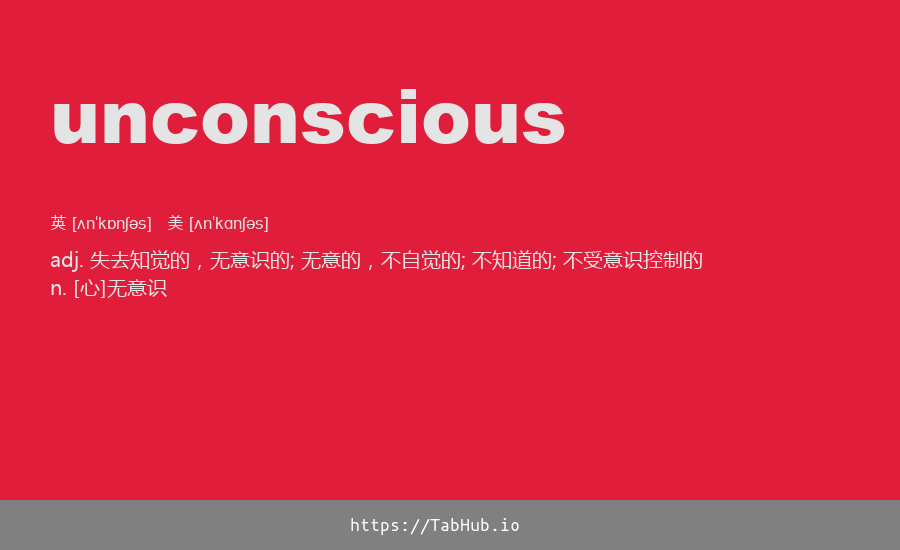 unconscious
英 [ʌnˈkɒnʃəs] 美 [ʌnˈkɑnʃəs]
adj. 失去知觉的，无意识的; 无意的，不自觉的; 不知道的; 不受意识控制的
n. [心]无意识
https://TabHub.io